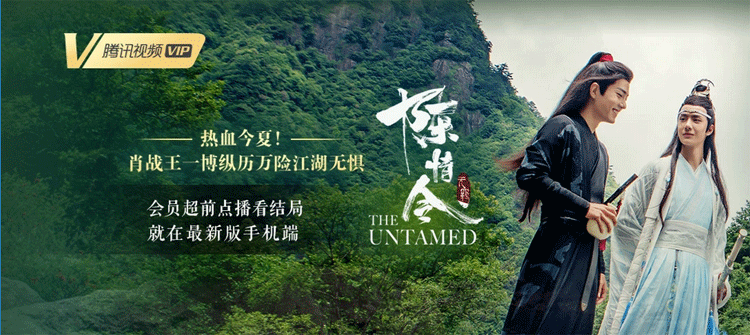 腾讯视频 VIP
热血今夏！
肖战王一博纵历万险江湖无惧
会员超前点播看结局
就在最新版手机端
陈情令
THE
UNTAMED